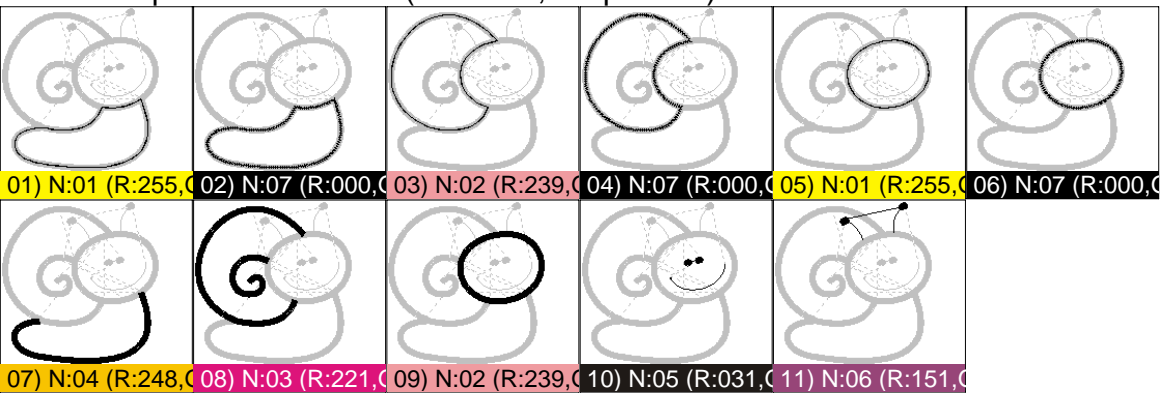 01) N:01 (R:255,
02) N:07 (R:000,
03) N:02 (R:239,
04) N:07 (R:000,
05) N:01 (R:255,
06) N:07 (R:000,
07) N:04 (R:248,
08) N:03 (R:221,
09) N:02 (R:239,
10) N:05 (R:031,
11) N:06 (R:151,